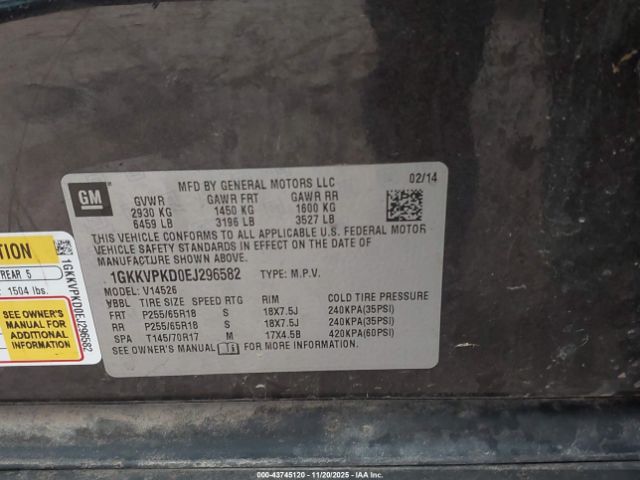 GM
MFD BY GENERAL MOTORS LLC 02/14
GVWR GAWR FRT GAWR RR
2930 KG 1450 KG 1600 KG
6459 LB 3196 LB 3527 LB
THIS VEHICLE CONFORMS TO ALL APPLICABLE U.S. FEDERAL MOTOR
VEHICLE SAFETY STANDARDS IN EFFECT ON THE DATE OF
MANUFACTURE SHOWN ABOVE.
1GKKVPKD0EJ296582 TYPE: M.P.V.
MODEL: V14526
TIRE SIZE SPEED RTG RIM COLD TIRE PRESSURE
FRT P255/65R18 S 18X7.5J 240KPA(35PSI)
RR P255/65R18 S 18X7.5J 240KPA(35PSI)
SPA T145/70R17 M 17X4.5B 420KPA(60PSI)
SEE OWNER'S MANUAL FOR MORE INFORMATION.
TION
REAR 5
1504 lbs.
SEE OWNER'S
MANUAL FOR
ADDITIONAL
INFORMATION
1GKKVPKD0EJ296582
000-43745120 - 11/20/2025 - IAA Inc.